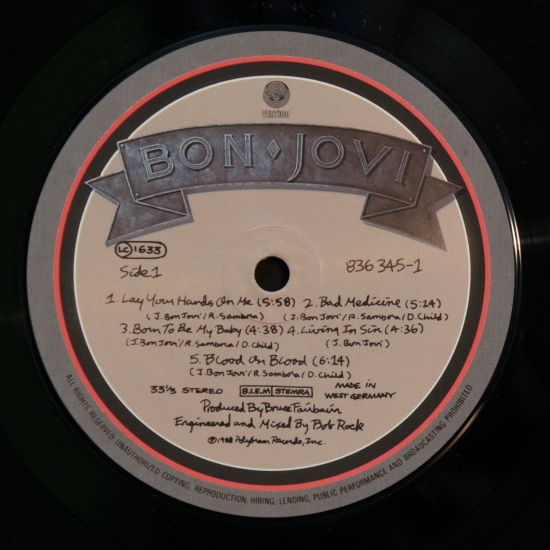 VERTIGO
BON • JOVI
LC 1633
Side 1
836 345-1
1. Lay Your Hands On Me (5:58) 2. Bad Medicine (5:14)
(J. Bon Jovi/R. Sambora) (J. Bon Jovi/R. Sambora/D. Child)
3. Born To Be My Baby (4:38) 4. Living In Sin (4:36)
(J. Bon Jovi/R. Sambora/D. Child) (J. Bon Jovi)
5. Blood On Blood (6:14)
(J. Bon Jovi/R. Sambora/D. Child)
33⅓ STEREO B.I.E.M STEMRA MADE IN
WEST GERMANY
Produced By Bruce Fairbairn
Engineered and Mixed By Bob Rock
℗©1988 Polygram Records, Inc.
ALL RIGHTS RESERVED. UNAUTHORIZED COPYING, REPRODUCTION, HIRING, LENDING, PUBLIC PERFORMANCE AND BROADCASTING PROHIBITED